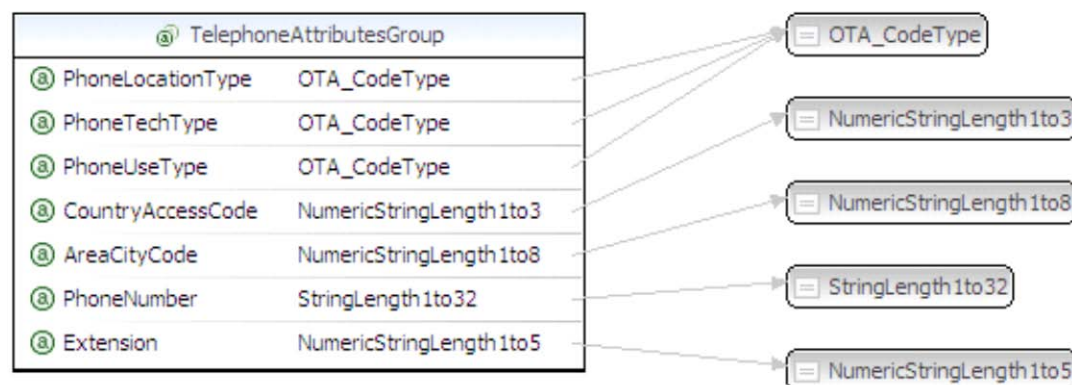 TelephoneAttributesGroup
PhoneLocationType OTA_CodeType
PhoneTechType OTA_CodeType
PhoneUseType OTA_CodeType
CountryAccessCode NumericStringLength1to3
AreaCityCode NumericStringLength1to8
PhoneNumber StringLength1to32
Extension NumericStringLength1to5
OTA_CodeType
NumericStringLength1to3
NumericStringLength1to8
StringLength1to32
NumericStringLength1to5